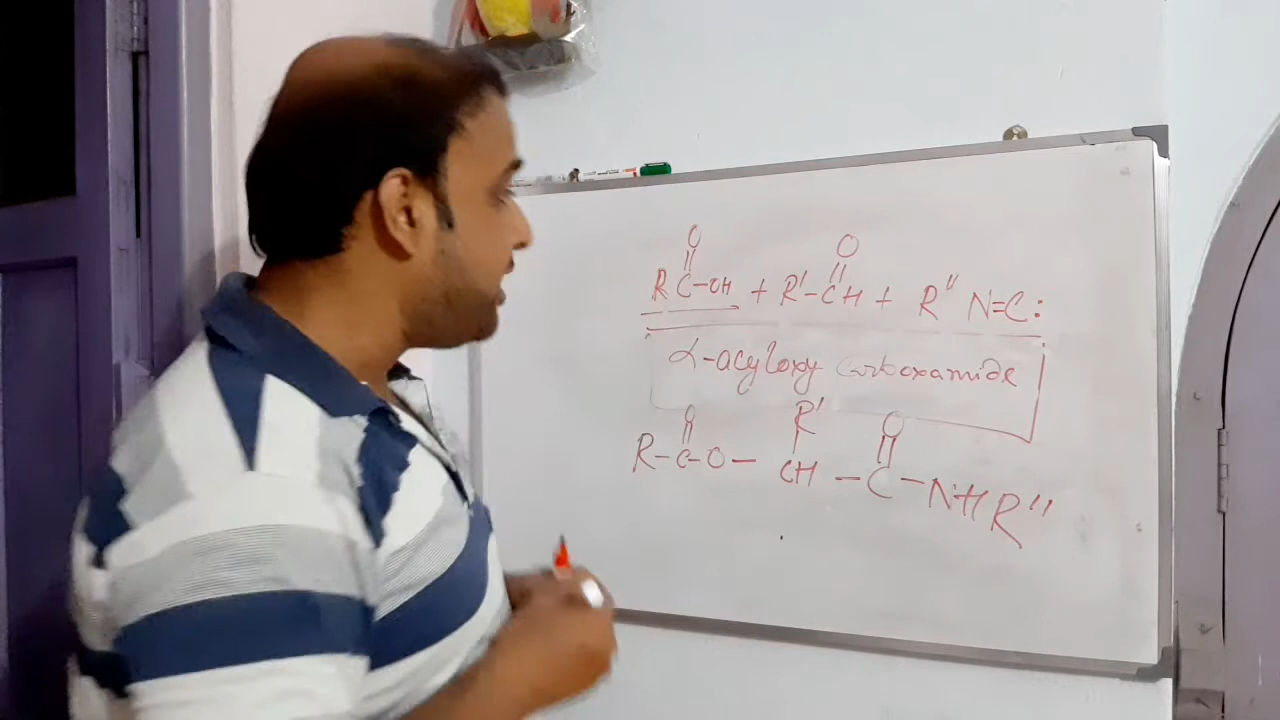 O O
R C-OH + R'-CH + R" N=C:
α-acyloxy carboxamide
O R' O
R-C-O-CH-C-NHR"